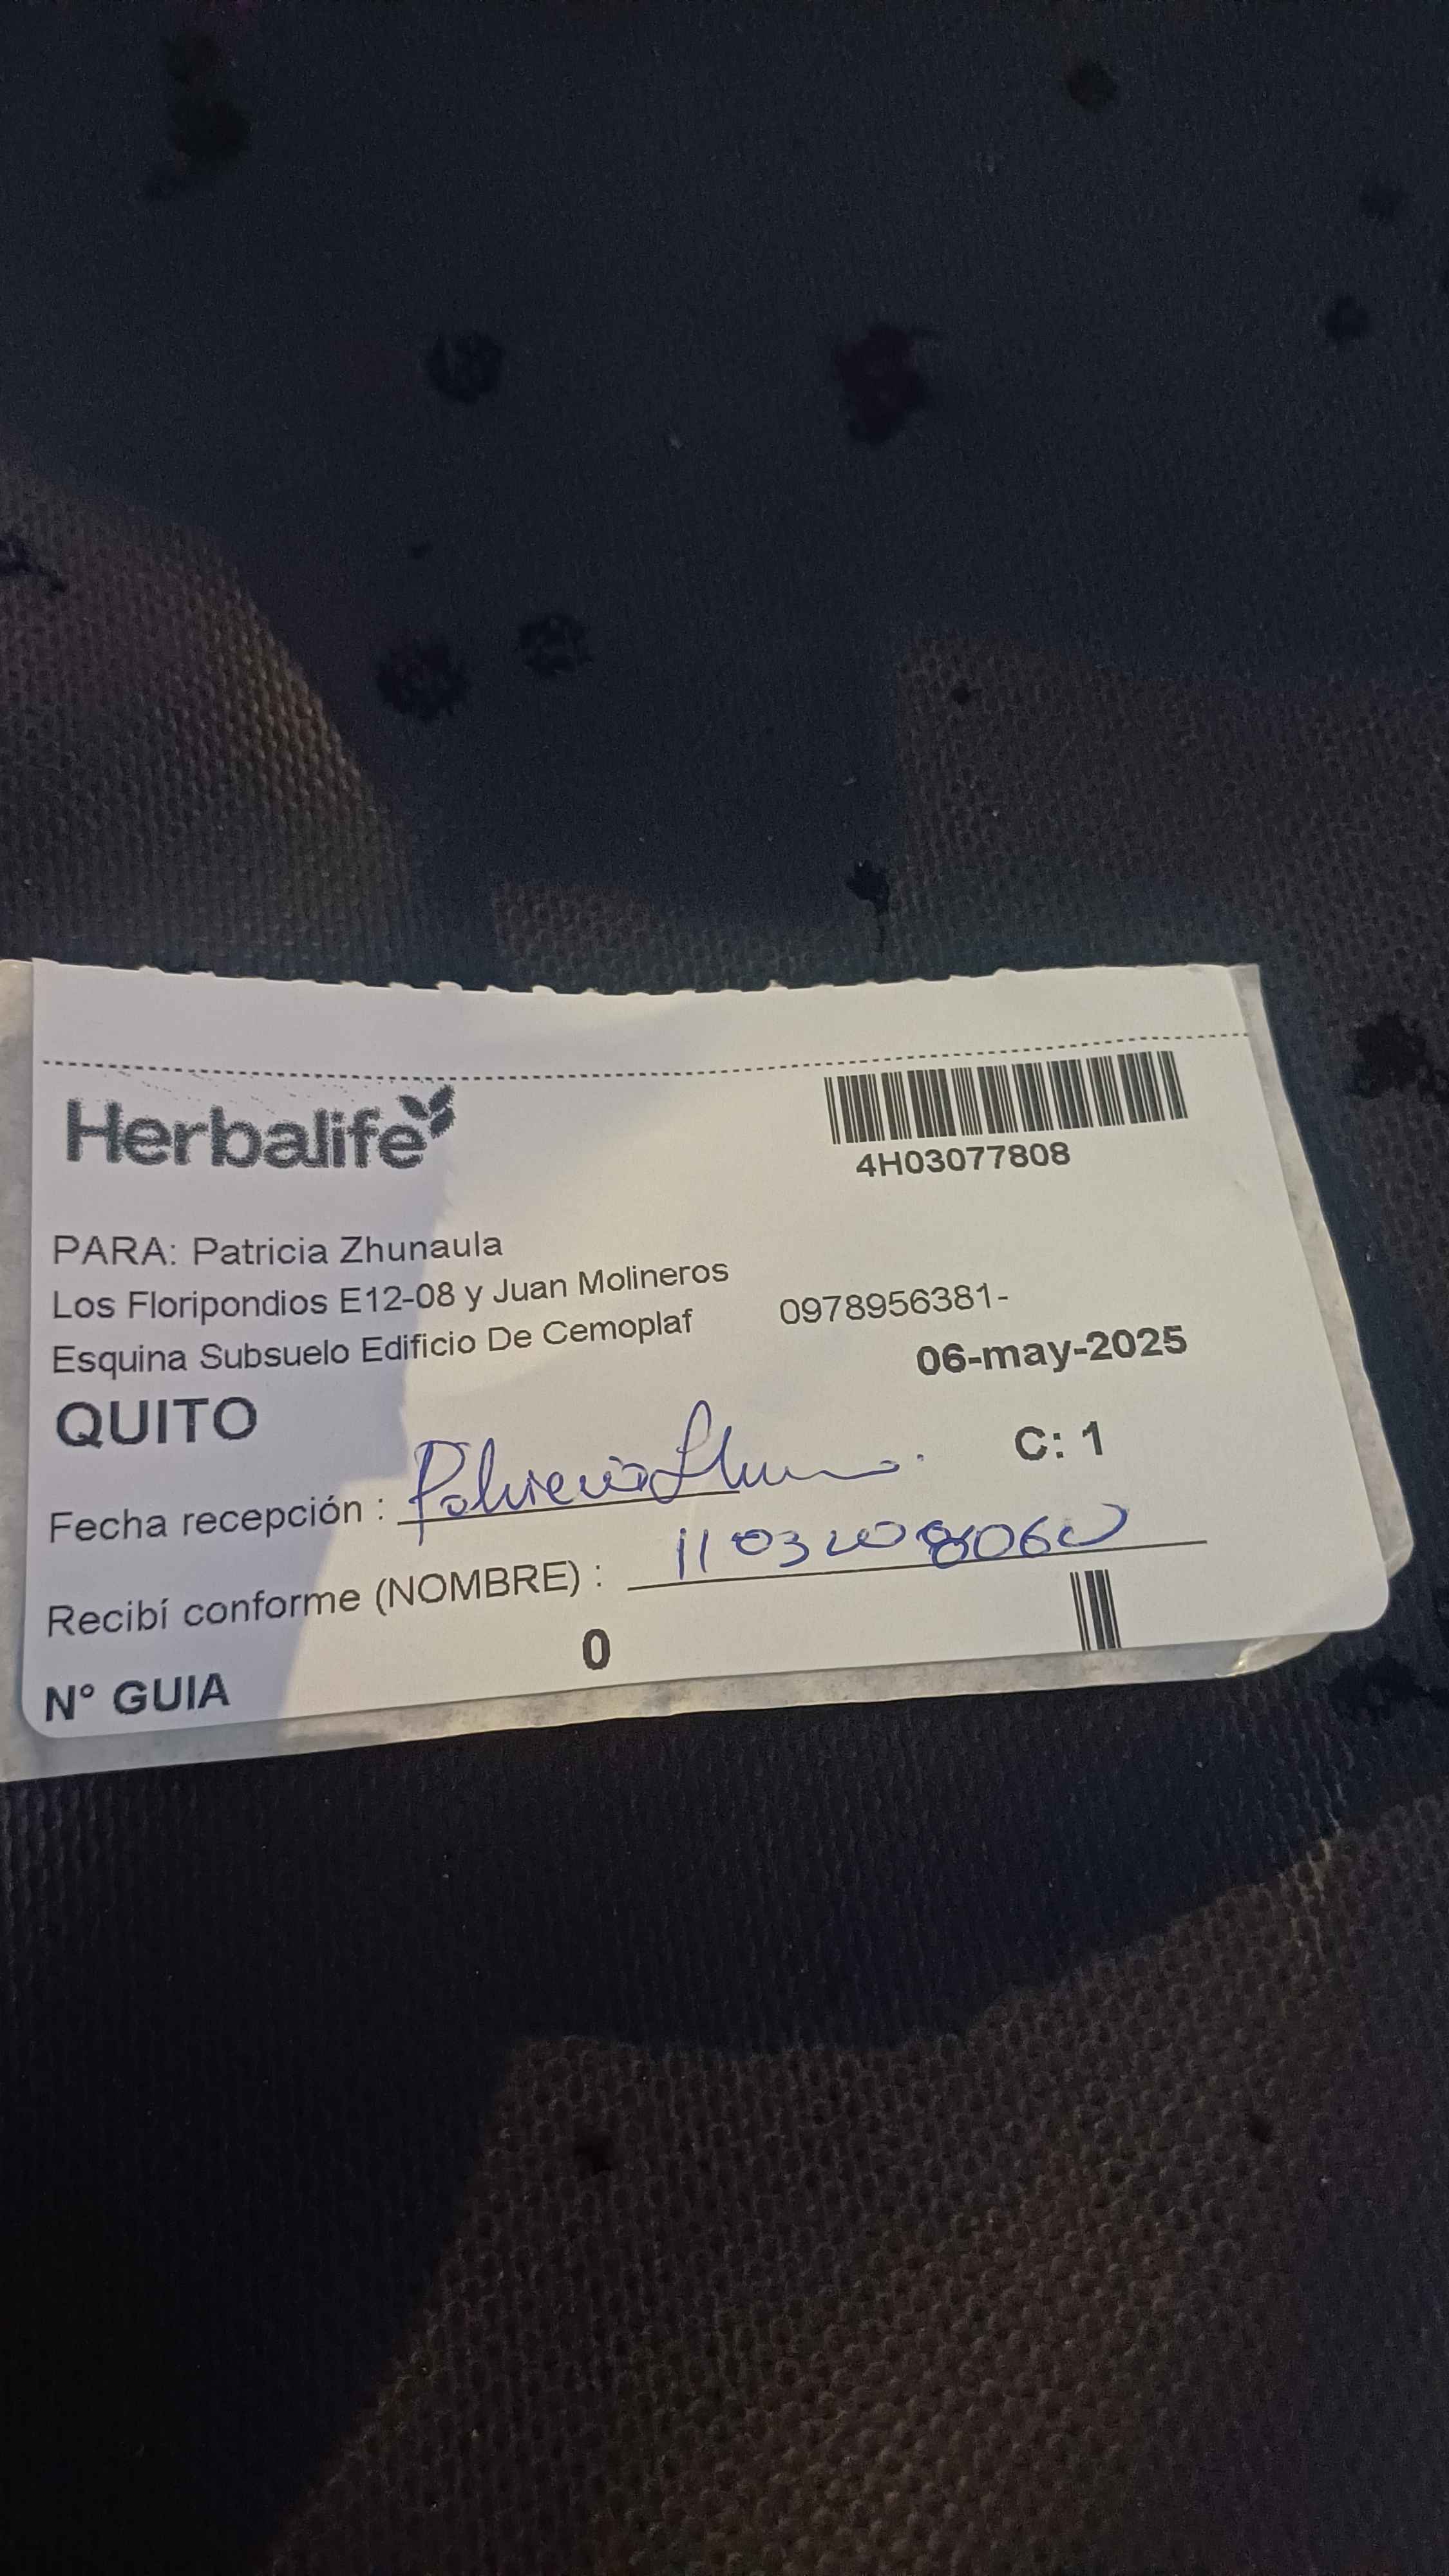 Herbalife
4H03077808
PARA: Patricia Zhunaula
Los Floripondios E12-08 y Juan Molineros
Esquina Subsuelo Edificio De Cemoplaf 0978956381-
06-may-2025
QUITO
C: 1
Fecha recepción :
Recibí conforme (NOMBRE) :
N° GUIA 0